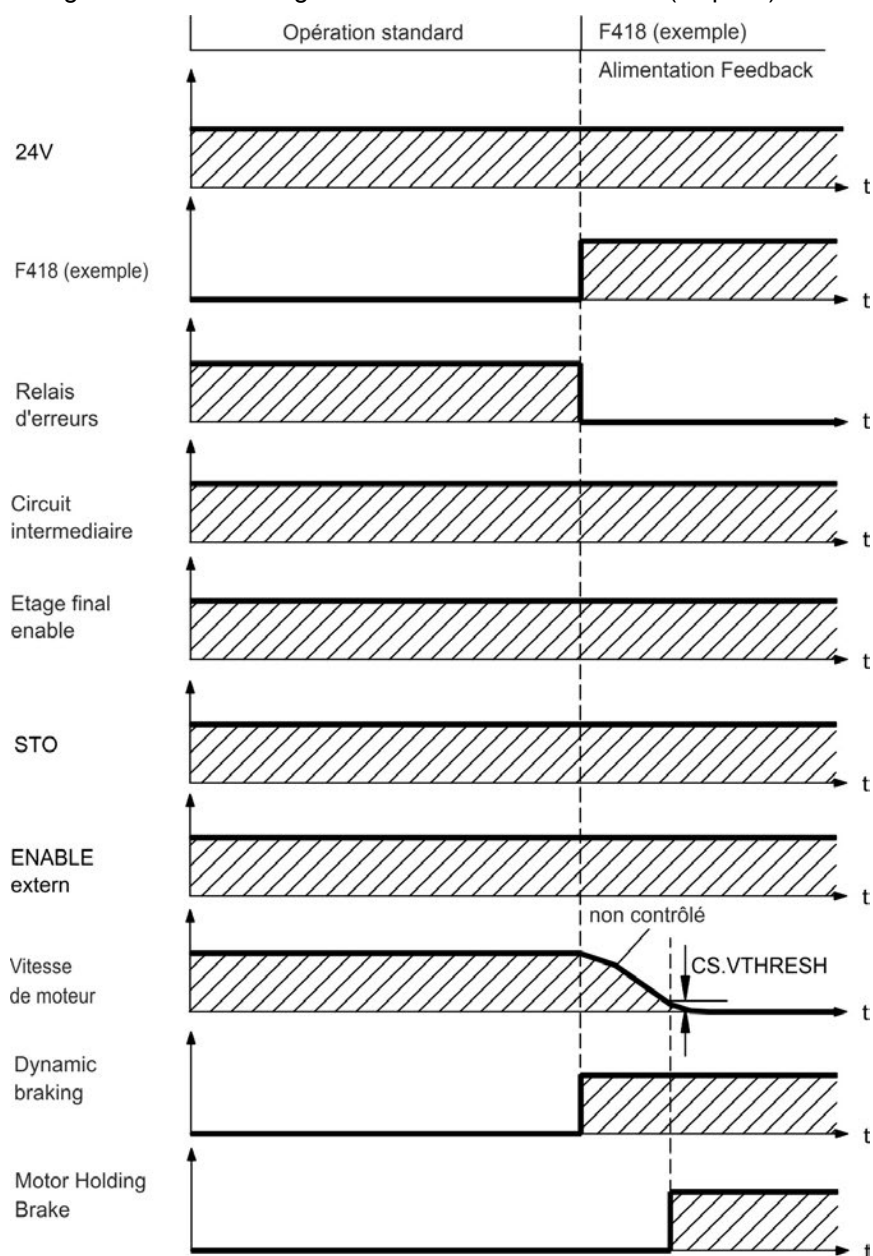 Opération standard
F418 (exemple)
Alimentation Feedback
24V
t
F418 (exemple)
t
Relais
d'erreurs
t
Circuit
intermediaire
t
Etage final
enable
t
STO
t
ENABLE
extern
t
non contrôlé
Vitesse
de moteur
CS.VTHRESH
t
Dynamic
braking
t
Motor Holding
Brake
t